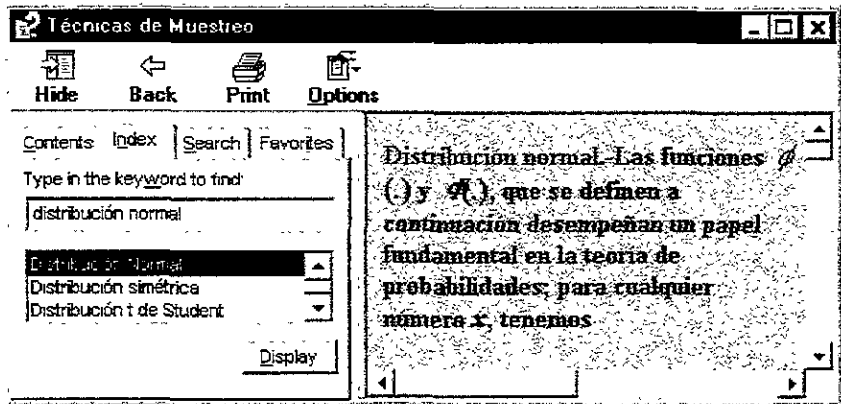 Técnicas de Muestreo
Hide Back Print Options
Contents Index Search Favorites
Type in the keyword to find:
distribución normal
Distribución Normal
Distribución simétrica
Distribución t de Student
Display
Distribución normal. Las funciones ϕ
(.) y Φ(.), que se definen a
continuación desempeñan un papel
fundamental en la teoría de
probabilidades; para cualquier
número x, tenemos